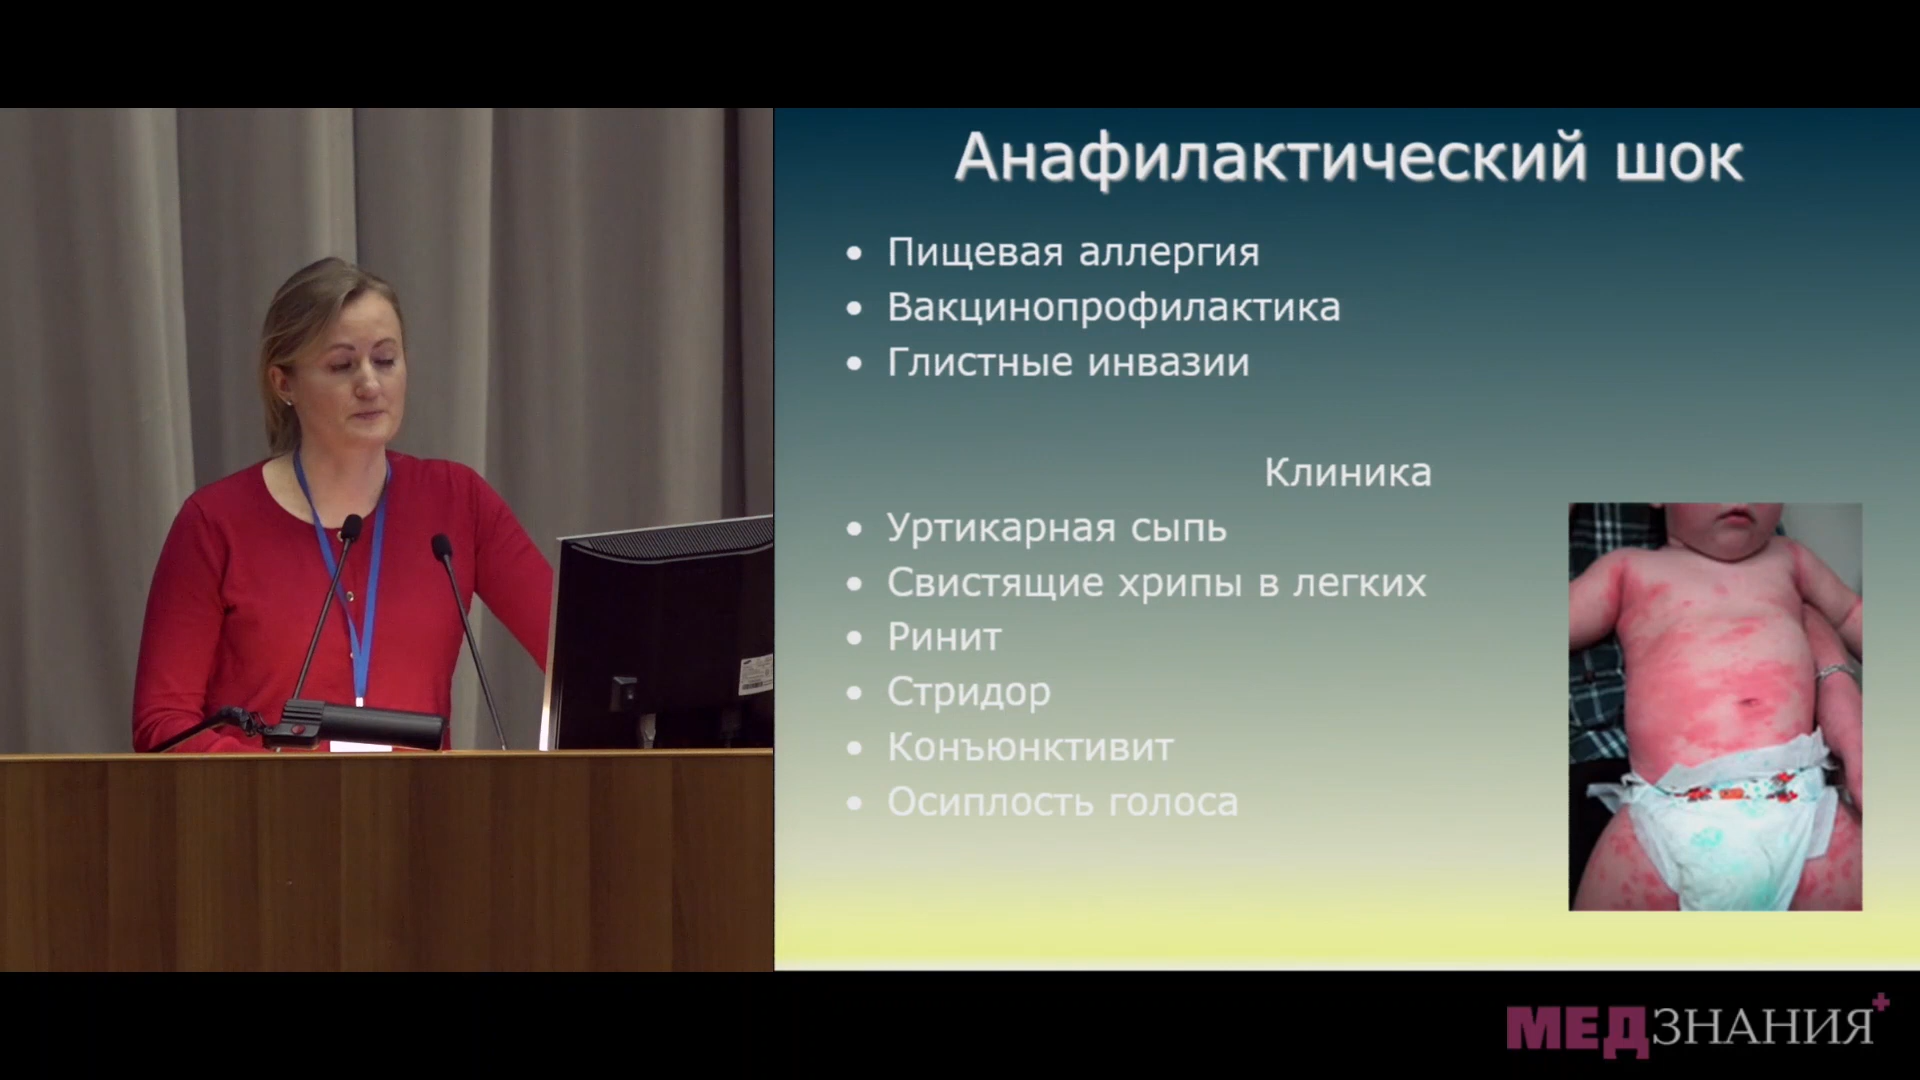 Анафилактический шок
• Пищевая аллергия
• Вакцинопрофилактика
• Глистные инвазии
Клиника
• Уртикарная сыпь
• Свистящие хрипы в легких
• Ринит
• Стридор
• Конъюнктивит
• Осиплость голоса
МЕДЗНАНИЯ+